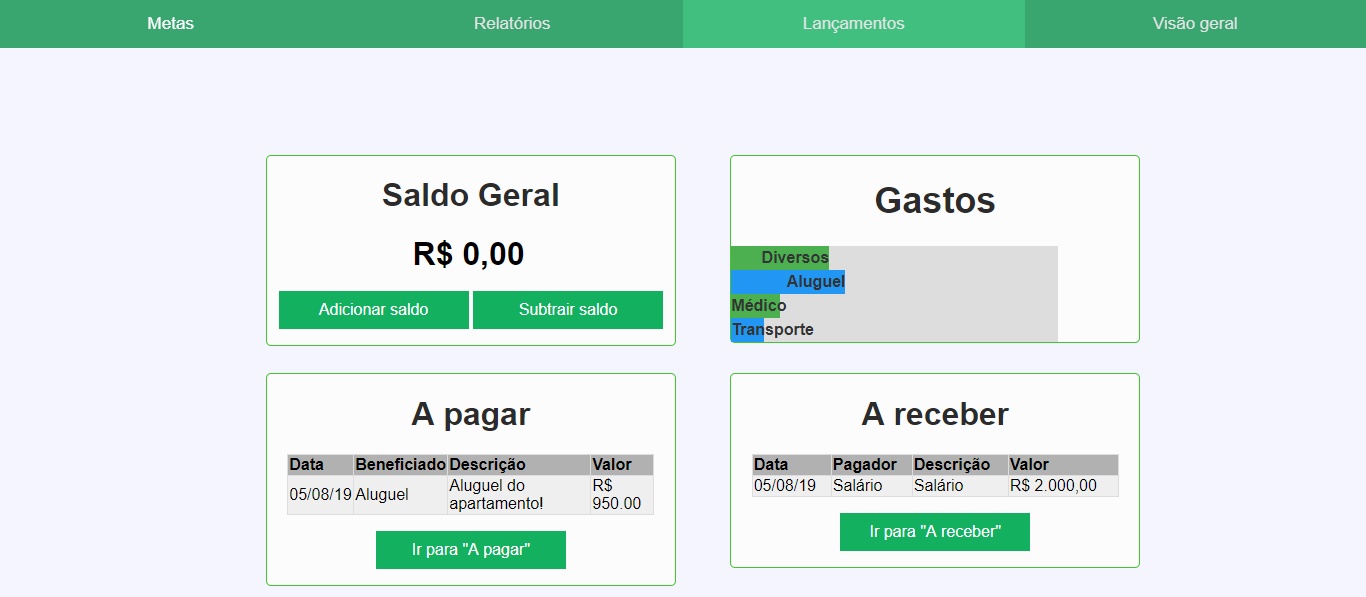 Metas Relatórios Lançamentos Visão geral
Saldo Geral
R$ 0,00
Adicionar saldo Subtrair saldo
Gastos
Diversos
Aluguel
Médico
Transporte
A pagar
Data Beneficiado Descrição Valor
05/08/19 Aluguel Aluguel do apartamento! R$ 950.00
Ir para "A pagar"
A receber
Data Pagador Descrição Valor
05/08/19 Salário Salário R$ 2.000,00
Ir para "A receber"